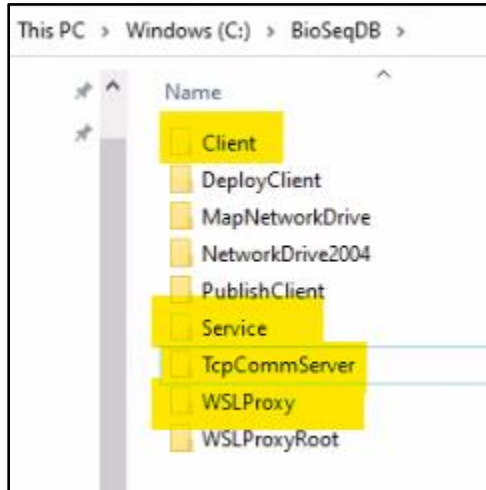 This PC > Windows (C:) > BioSeqDB >
Name
Client
DeployClient
MapNetworkDrive
NetworkDrive2004
PublishClient
Service
TcpCommServer
WSLProxy
WSLProxyRoot